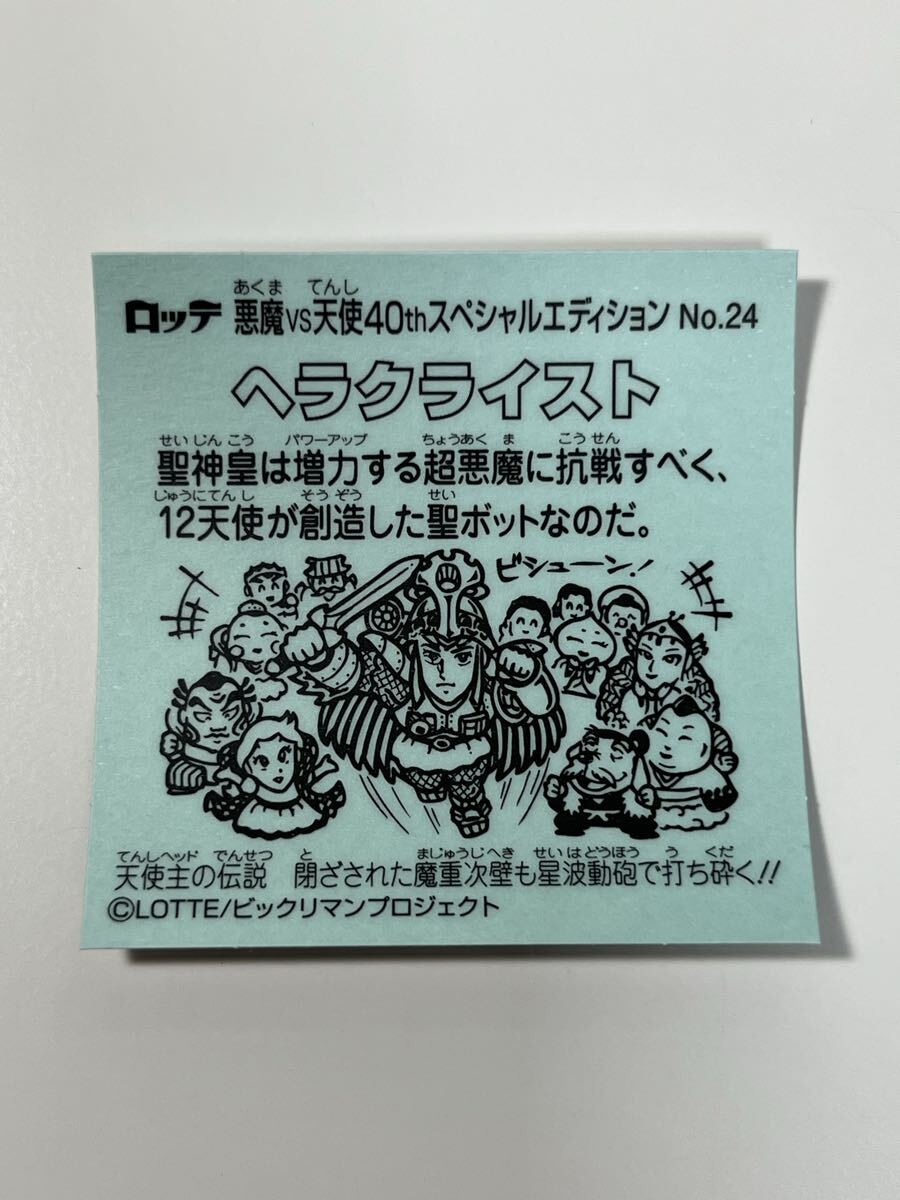 ロッテ 悪魔VS天使40thスペシャルエディション No.24
あくま てんし
ヘラクライスト
せいじんこう パワーアップ ちょうあくま こうせん
聖神皇は増力する超悪魔に抗戦すべく、
じゅうにてんし そうぞう せい
12天使が創造した聖ボットなのだ。
ビシューン!
てんしヘッド でんせつ と まじゅうじへき せいはどうほう う くだ
天使主の伝説 閉ざされた魔重次壁も星波動砲で打ち砕く!!
©LOTTE/ビックリマンプロジェクト